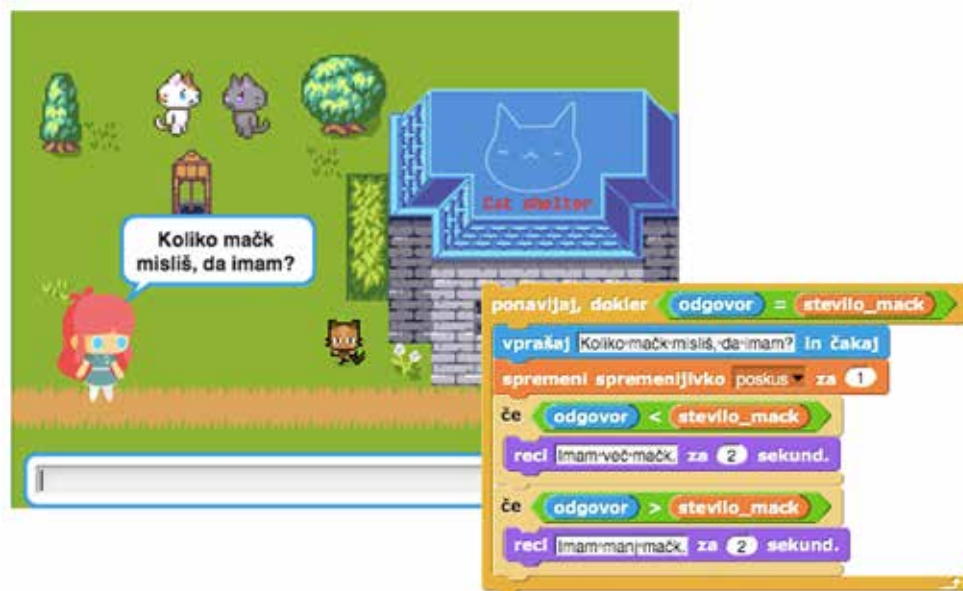 Cat shelter
Koliko mačk
misliš, da imam?
ponavljaj, dokler odgovor = stevilo_mack
vprašaj Koliko mačk misliš, da imam? in čakaj
spremeni spremenljivko poskus za 1
če odgovor < stevilo_mack
reci Imam več mačk. za 2 sekund.
če odgovor > stevilo_mack
reci Imam manj mačk. za 2 sekund.